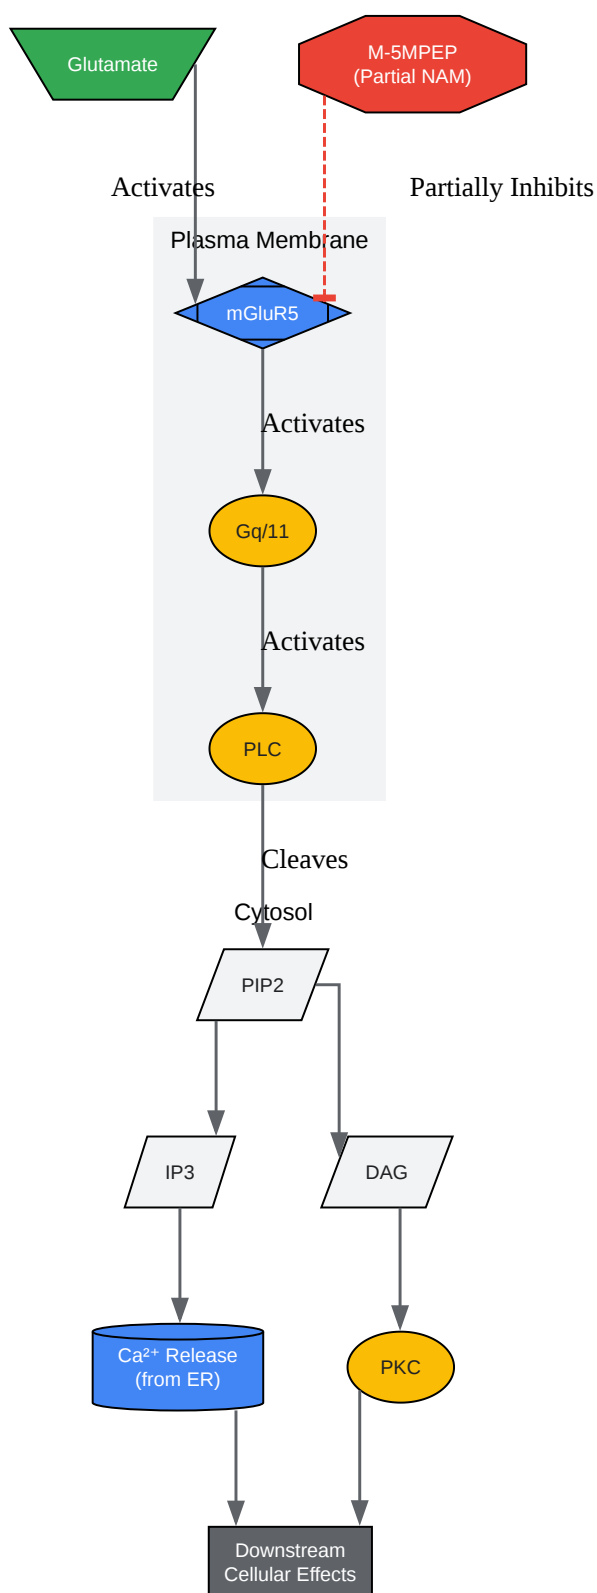 Glutamate
M-5MPEP
(Partial NAM)
Activates
Partially Inhibits
Plasma Membrane
mGluR5
Activates
Gq/11
Activates
PLC
Cleaves
Cytosol
PIP2
IP3
DAG
Ca²⁺ Release
(from ER)
PKC
Downstream
Cellular Effects